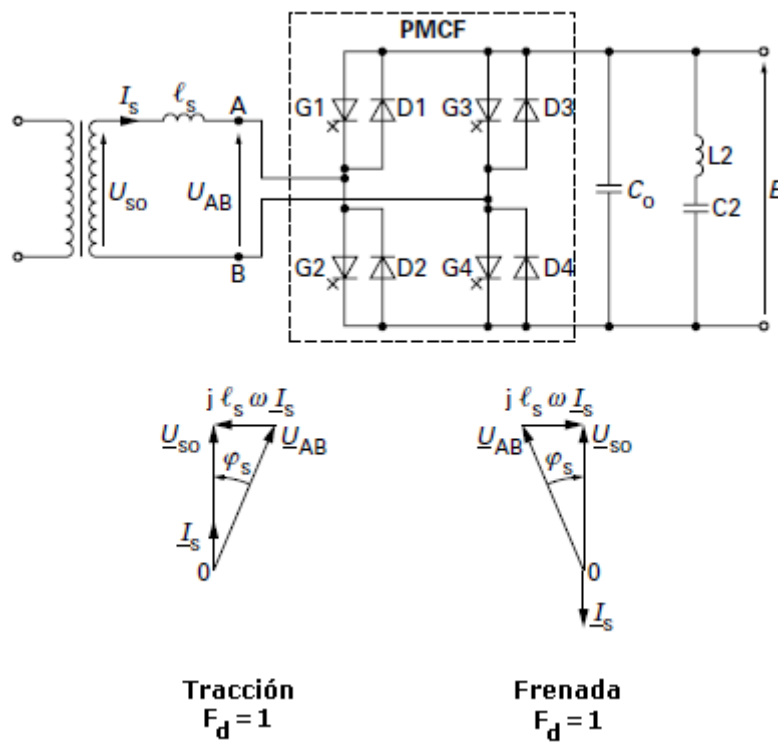 PMCF
I_s ℓ_s A G1 D1 G3 D3
U_so U_AB C_o L2 C2 E
B G2 D2 G4 D4
j ℓ_s ω I_s j ℓ_s ω I_s
U_so U_AB U_AB U_so
φ_s φ_s
I_s
0 0
I_s
Tracción Frenada
F_d = 1 F_d = 1